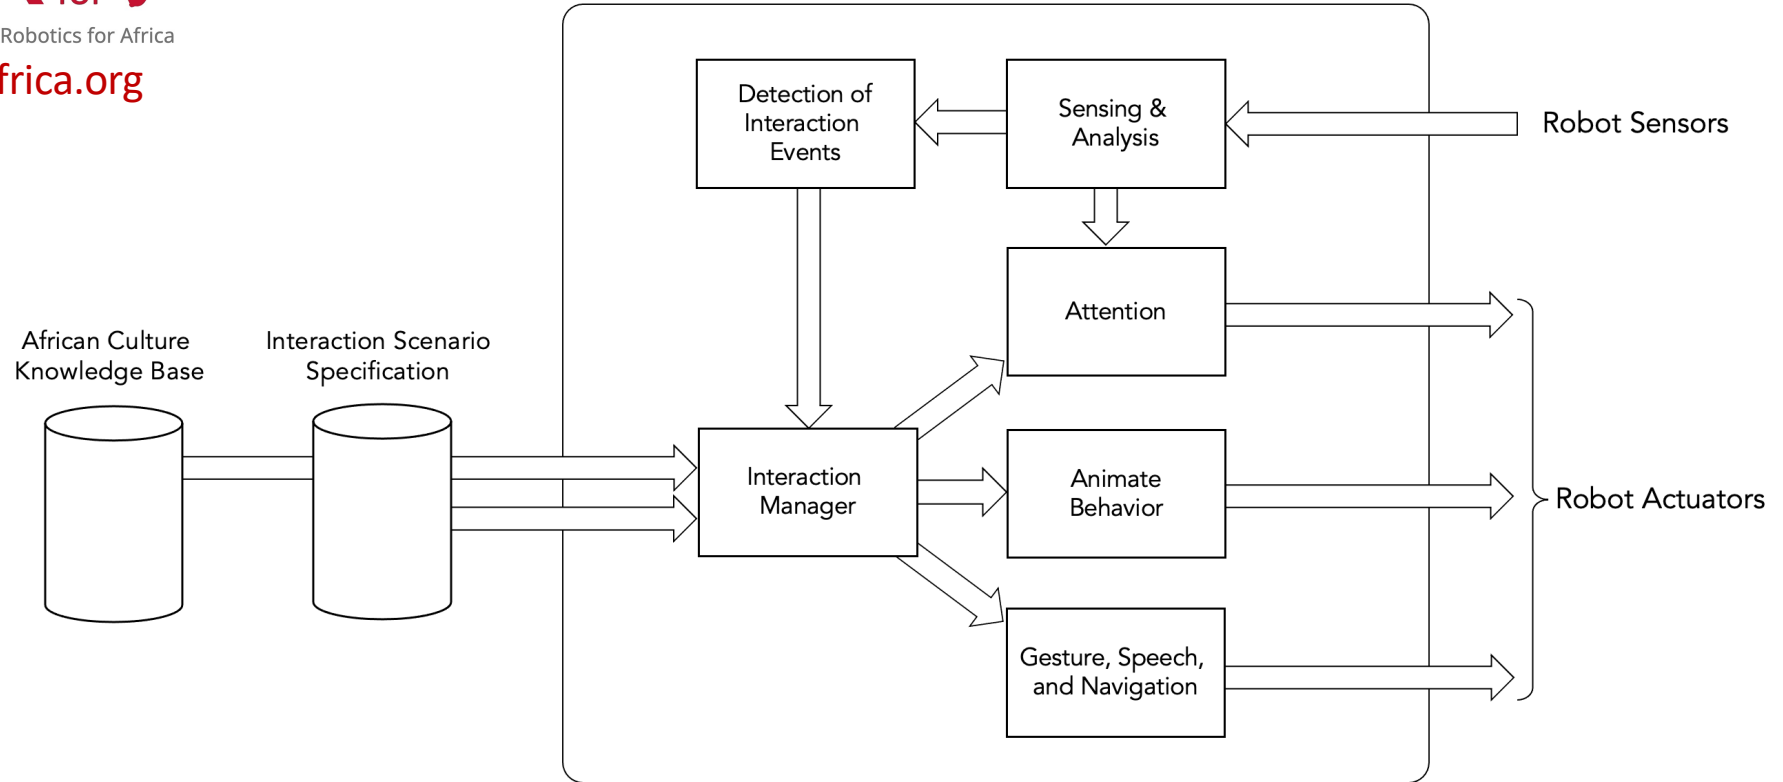 for
Robotics for Africa
frica.org
Detection of
Interaction
Events
Sensing &
Analysis
Robot Sensors
Attention
African Culture
Knowledge Base
Interaction Scenario
Specification
Interaction
Manager
Animate
Behavior
Robot Actuators
Gesture, Speech,
and Navigation